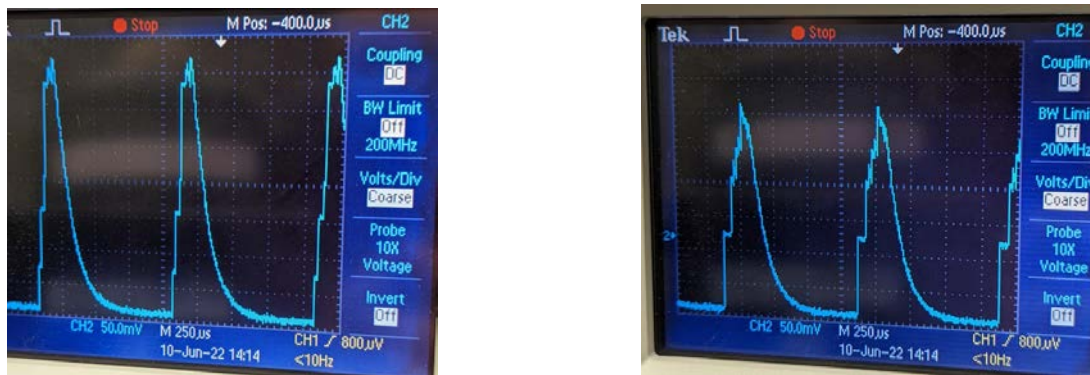 Stop
M Pos: -400.0µs
CH2
Coupling
DC
BW Limit
Off
200MHz
Volts/Div
Coarse
Probe
10X
Voltage
Invert
Off
CH2 50.0mV
M 250µs
CH1 ∫ 800µV
10-Jun-22 14:14
<10Hz
Tek
Stop
M Pos: -400.0µs
CH2
Coupling
DC
BW Limi
Off
200MHz
Volts/Div
Coarse
Probe
10X
Voltage
Invert
Off
2
CH2 50.0mV
M 250µs
CH1 ∫ 800µV
10-Jun-22 14:14
<10Hz